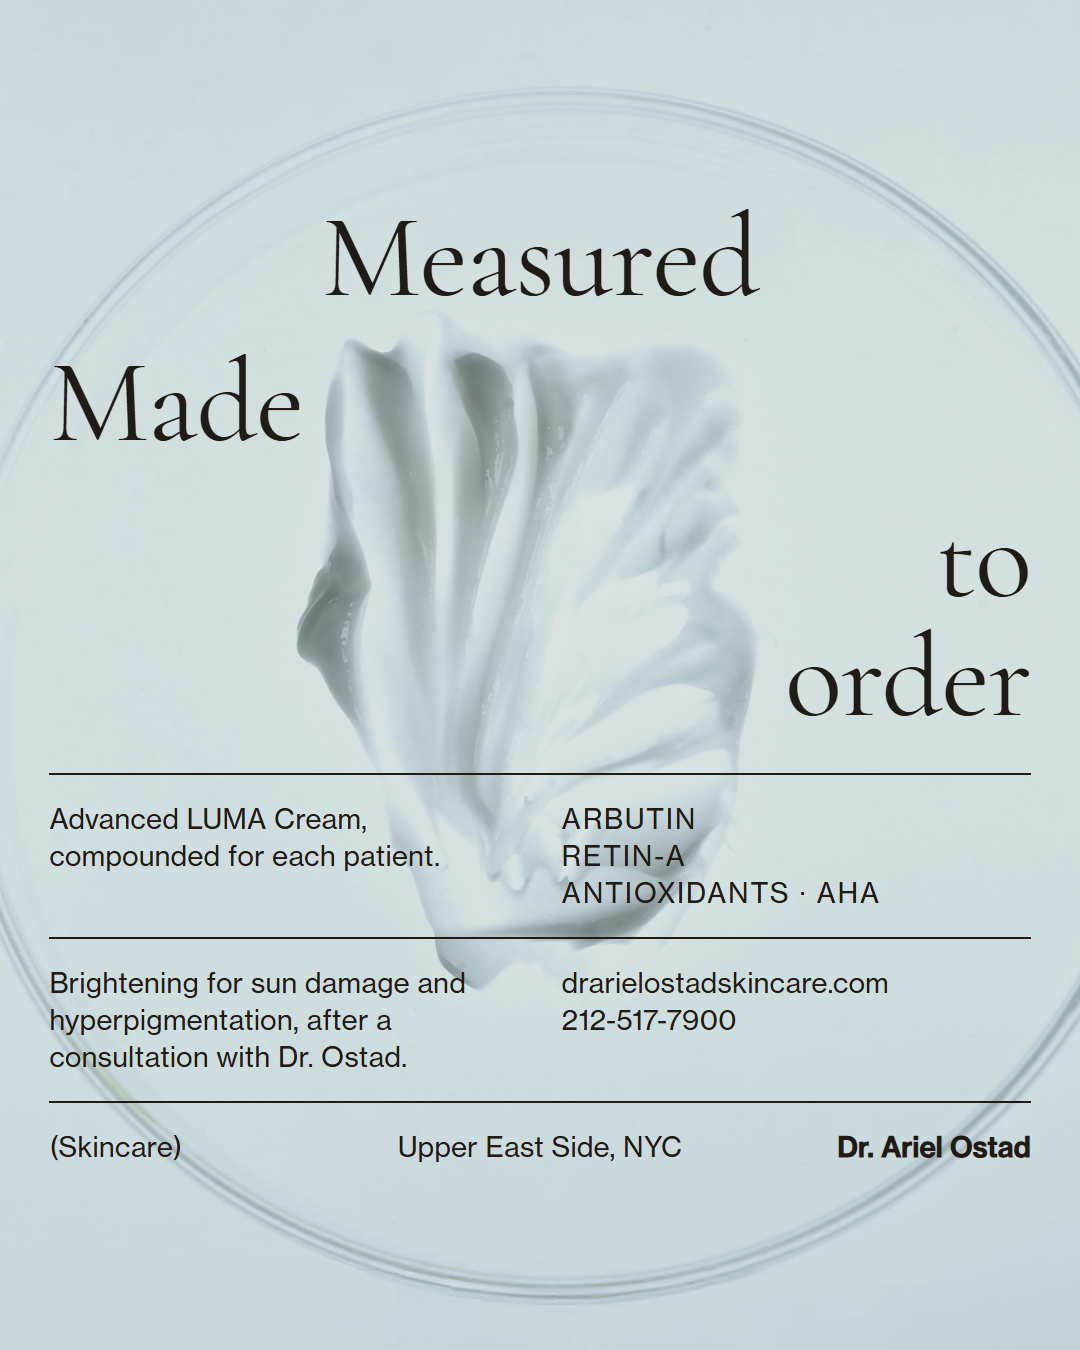 Measured
Made
to
order
Advanced LUMA Cream,
compounded for each patient.
ARBUTIN
RETIN-A
ANTIOXIDANTS · AHA
Brightening for sun damage and
hyperpigmentation, after a
consultation with Dr. Ostad.
drarielostadskincare.com
212-517-7900
(Skincare)
Upper East Side, NYC
Dr. Ariel Ostad